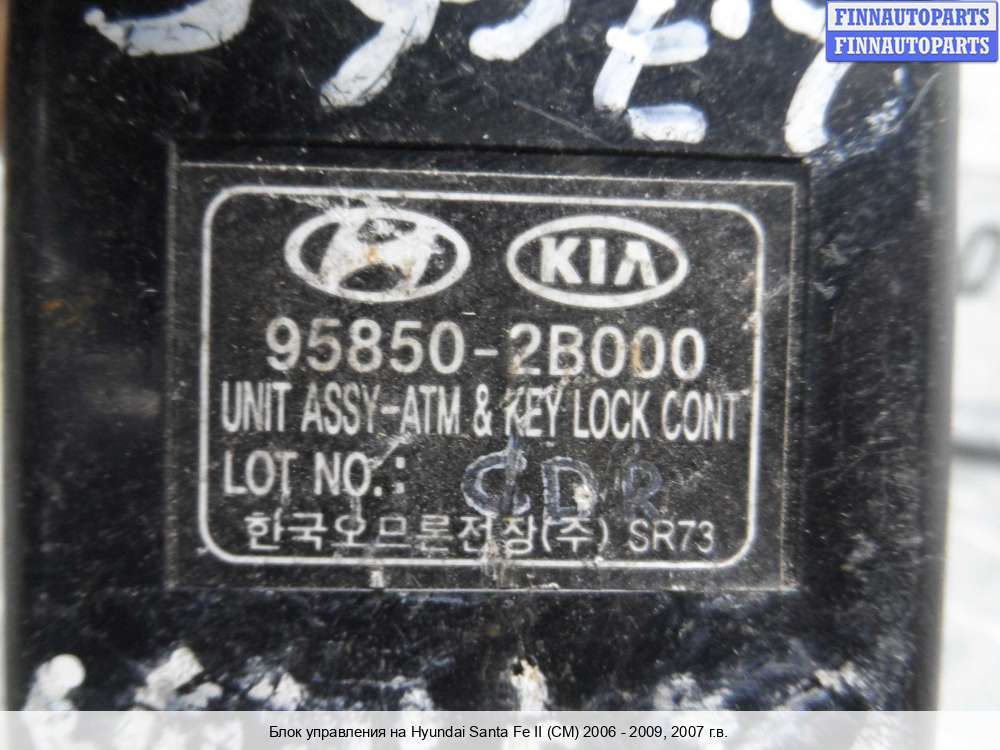 FINNAUTOPARTS
FINNAUTOPARTS
KIA
95850-2B000
UNIT ASSY-ATM & KEY LOCK CONT
LOT NO.: CDR
한국오므론전장(주) SR73
Блок управления на Hyundai Santa Fe II (CM) 2006 - 2009, 2007 г.в.